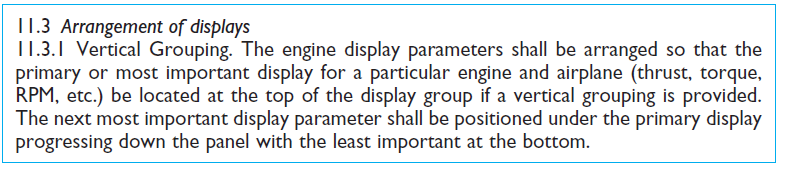 11.3 Arrangement of displays
11.3.1 Vertical Grouping. The engine display parameters shall be arranged so that the
primary or most important display for a particular engine and airplane (thrust, torque,
RPM, etc.) be located at the top of the display group if a vertical grouping is provided.
The next most important display parameter shall be positioned under the primary display
progressing down the panel with the least important at the bottom.